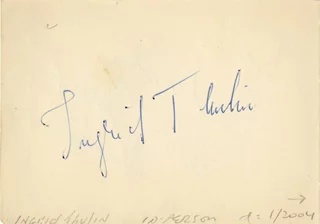 Ingrid Thulin
INGRID THULIN IN-PERSON d: 1/2004